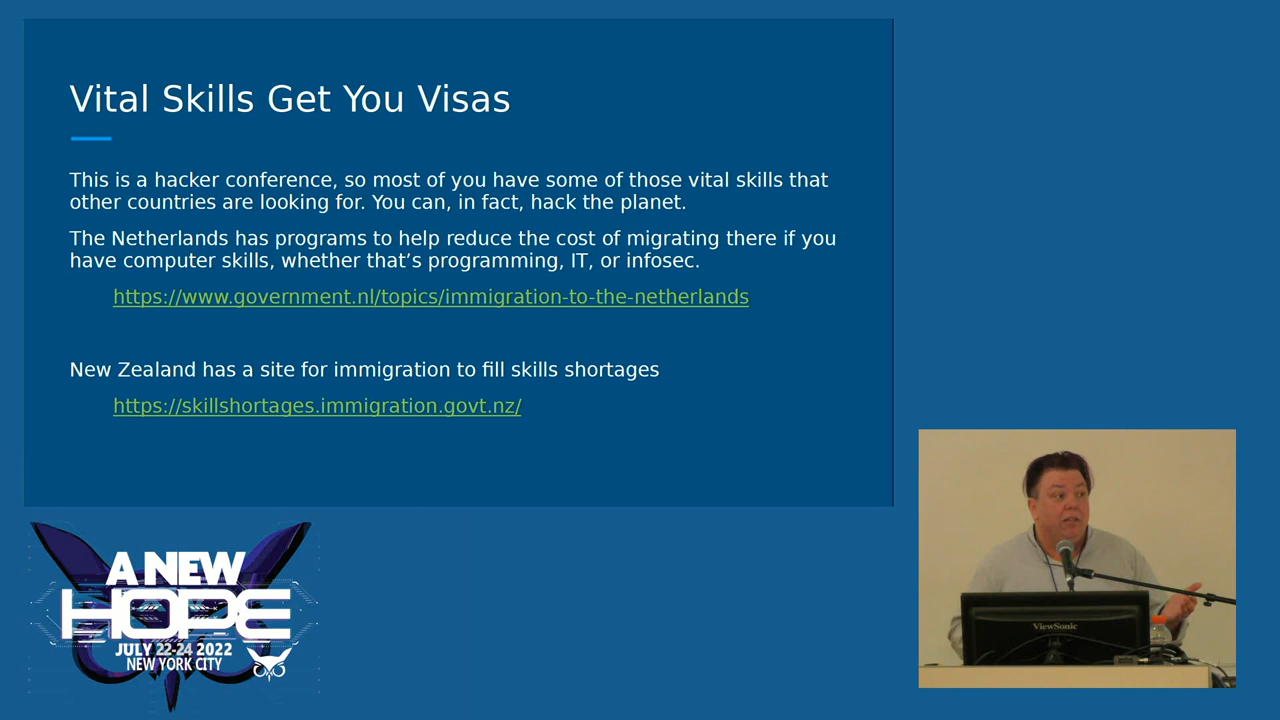 Vital Skills Get You Visas
This is a hacker conference, so most of you have some of those vital skills that
other countries are looking for. You can, in fact, hack the planet.
The Netherlands has programs to help reduce the cost of migrating there if you
have computer skills, whether that’s programming, IT, or infosec.
https://www.government.nl/topics/immigration-to-the-netherlands
New Zealand has a site for immigration to fill skills shortages
https://skillshortages.immigration.govt.nz/
A NEW
HOPE
JULY 22-24 2022
NEW YORK CITY
ViewSonic